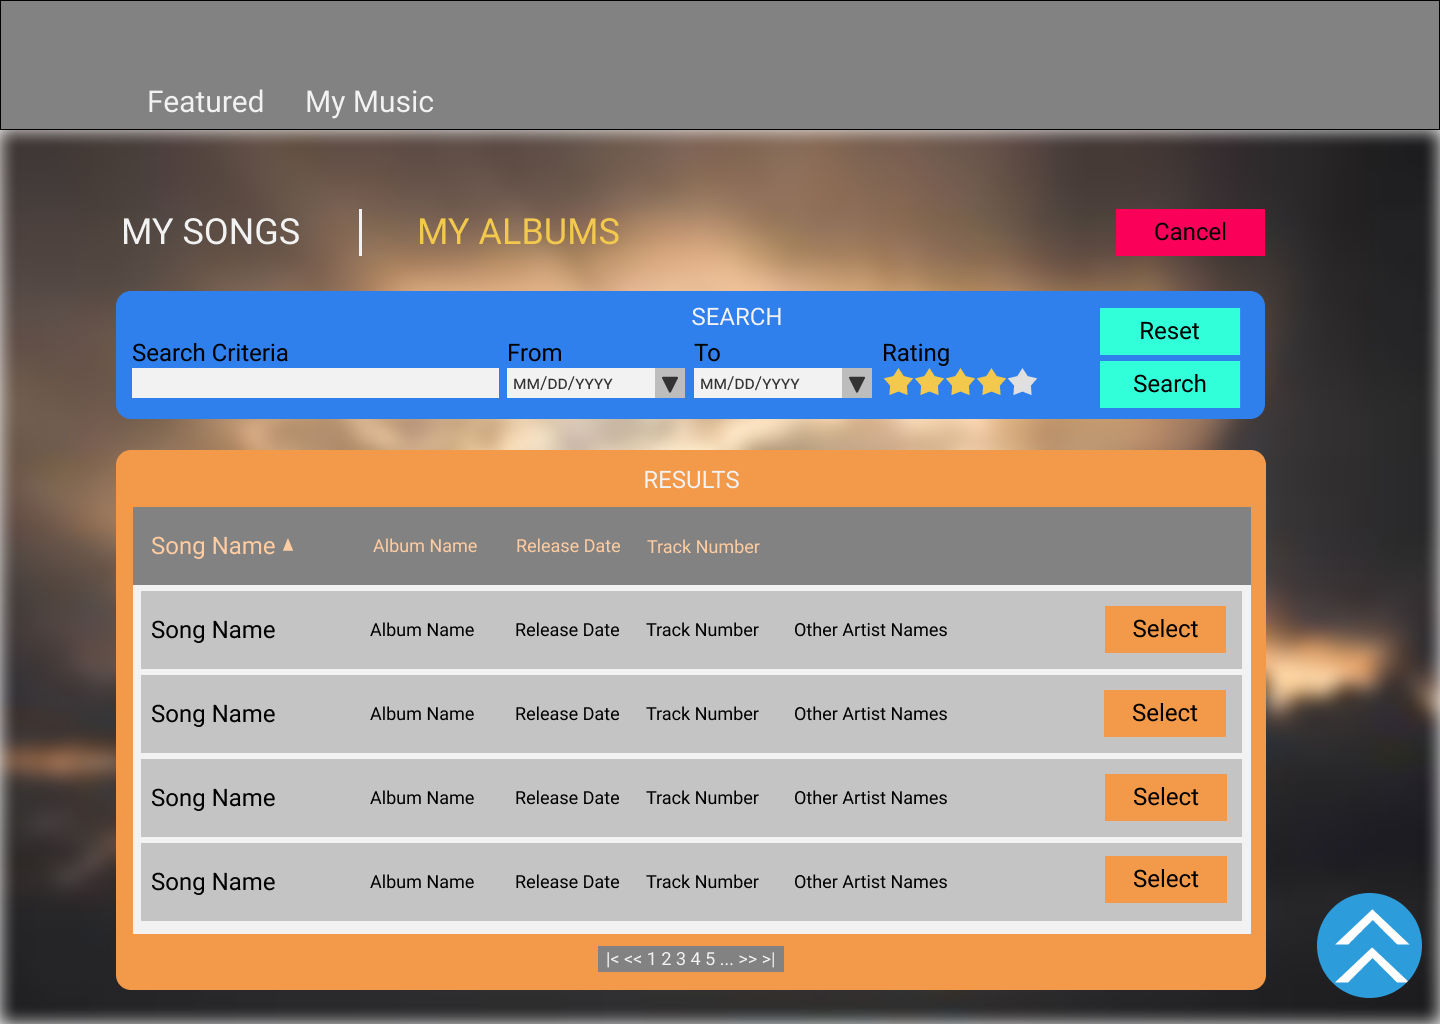 Featured My Music
MY SONGS | MY ALBUMS Cancel
SEARCH
Reset
Search Criteria From To Rating
MM/DD/YYYY MM/DD/YYYY
Search
RESULTS
Song Name ▲ Album Name Release Date Track Number
Song Name Album Name Release Date Track Number Other Artist Names Select
Song Name Album Name Release Date Track Number Other Artist Names Select
Song Name Album Name Release Date Track Number Other Artist Names Select
Song Name Album Name Release Date Track Number Other Artist Names Select
|< << 1 2 3 4 5 ... >> >|